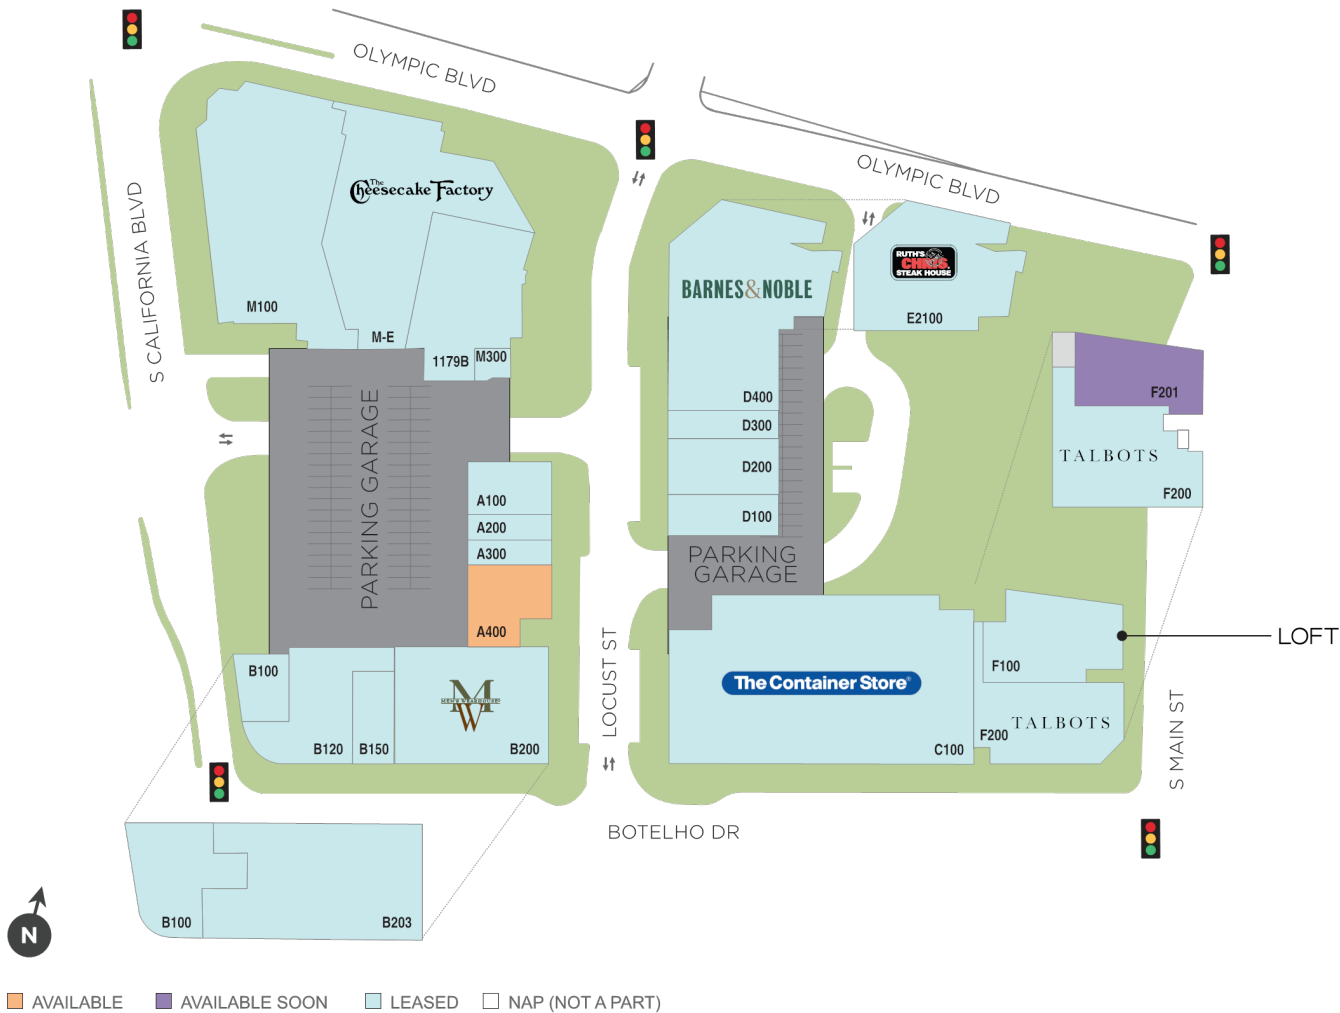 OLYMPIC BLVD
OLYMPIC BLVD
S CALIFORNIA BLVD
The
Cheesecake Factory
M100
M-E
1179B
M300
BARNES&NOBLE
RUTH'S
CHRIS
STEAK HOUSE
E2100
D400
D300
D200
D100
F201
TALBOTS
F200
PARKING GARAGE
A100
A200
A300
A400
PARKING
GARAGE
LOCUST ST
The Container Store®
C100
F100
LOFT
F200
TALBOTS
S MAIN ST
B100
B120
B150
MW
B200
BOTELHO DR
B100
B203
N
AVAILABLE
AVAILABLE SOON
LEASED
NAP (NOT A PART)